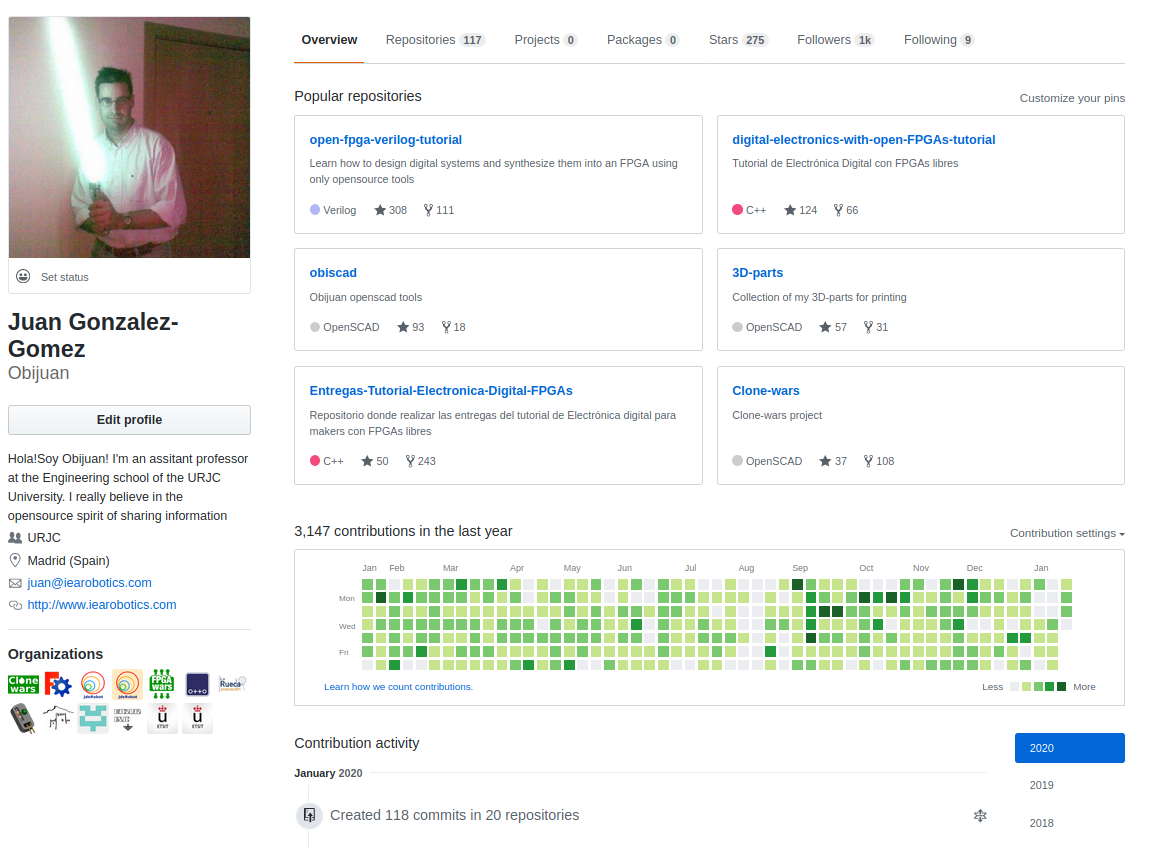 Overview Repositories 117 Projects 0 Packages 0 Stars 275 Followers 1k Following 9
Popular repositories
Customize your pins
open-fpga-verilog-tutorial
Learn how to design digital systems and synthesize them into an FPGA using
only opensource tools
Verilog 308 111
digital-electronics-with-open-FPGAs-tutorial
Tutorial de Electrónica Digital con FPGAs libres
C++ 124 66
obiscad
Obijuan openscad tools
OpenSCAD 93 18
3D-parts
Collection of my 3D-parts for printing
OpenSCAD 57 31
Entregas-Tutorial-Electronica-Digital-FPGAs
Repositorio donde realizar las entregas del tutorial de Electrónica digital para
makers con FPGAs libres
C++ 50 243
Clone-wars
Clone-wars project
OpenSCAD 37 108
Set status
Juan Gonzalez-
Gomez
Obijuan
Edit profile
Hola!Soy Obijuan! I'm an assitant professor
at the Engineering school of the URJC
University. I really believe in the
opensource spirit of sharing information
URJC
Madrid (Spain)
juan@iearobotics.com
http://www.iearobotics.com
Organizations
Clone
wars
JdeRobot
JdeRobot
FPGA
wars
Rueca
ETSIT
ETSIT
3,147 contributions in the last year
Contribution settings
Jan Feb Mar Apr May Jun Jul Aug Sep Oct Nov Dec Jan
Mon
Wed
Fri
Learn how we count contributions.
Less More
Contribution activity
January 2020
Created 118 commits in 20 repositories
2020
2019
2018